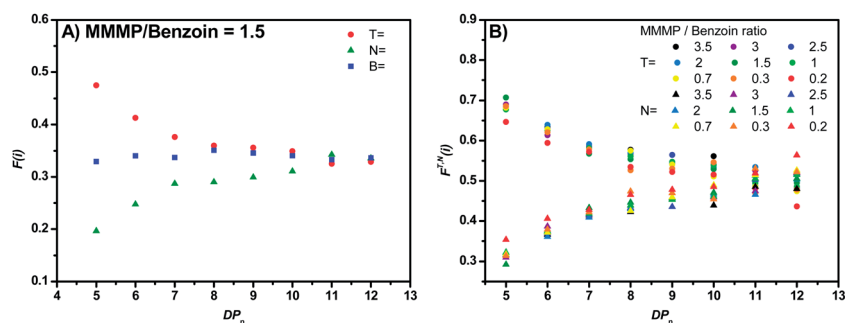 A) MMMP/Benzoin = 1.5
T=
N=
B=
F(i)
0.5
0.4
0.3
0.2
0.1
4 5 6 7 8 9 10 11 12 13
DPn
B)
MMMP / Benzoin ratio
3.5 3 2.5
T= 2 1.5 1
0.7 0.3 0.2
3.5 3 2.5
N= 2 1.5 1
0.7 0.3 0.2
F^T,N(i)
0.9
0.8
0.7
0.6
0.5
0.4
0.3
5 6 7 8 9 10 11 12 13
DPn